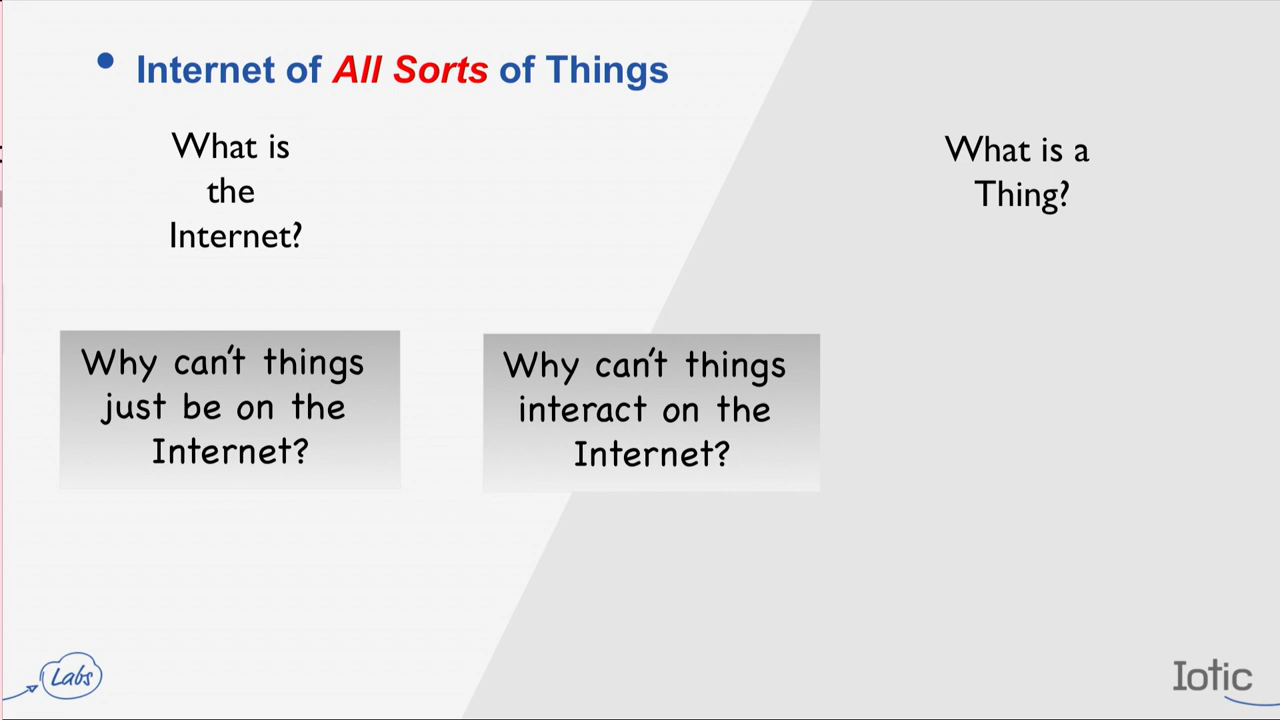 • Internet of All Sorts of Things
What is
the
Internet?
What is a
Thing?
Why can't things
just be on the
Internet?
Why can't things
interact on the
Internet?
Labs
Iotic